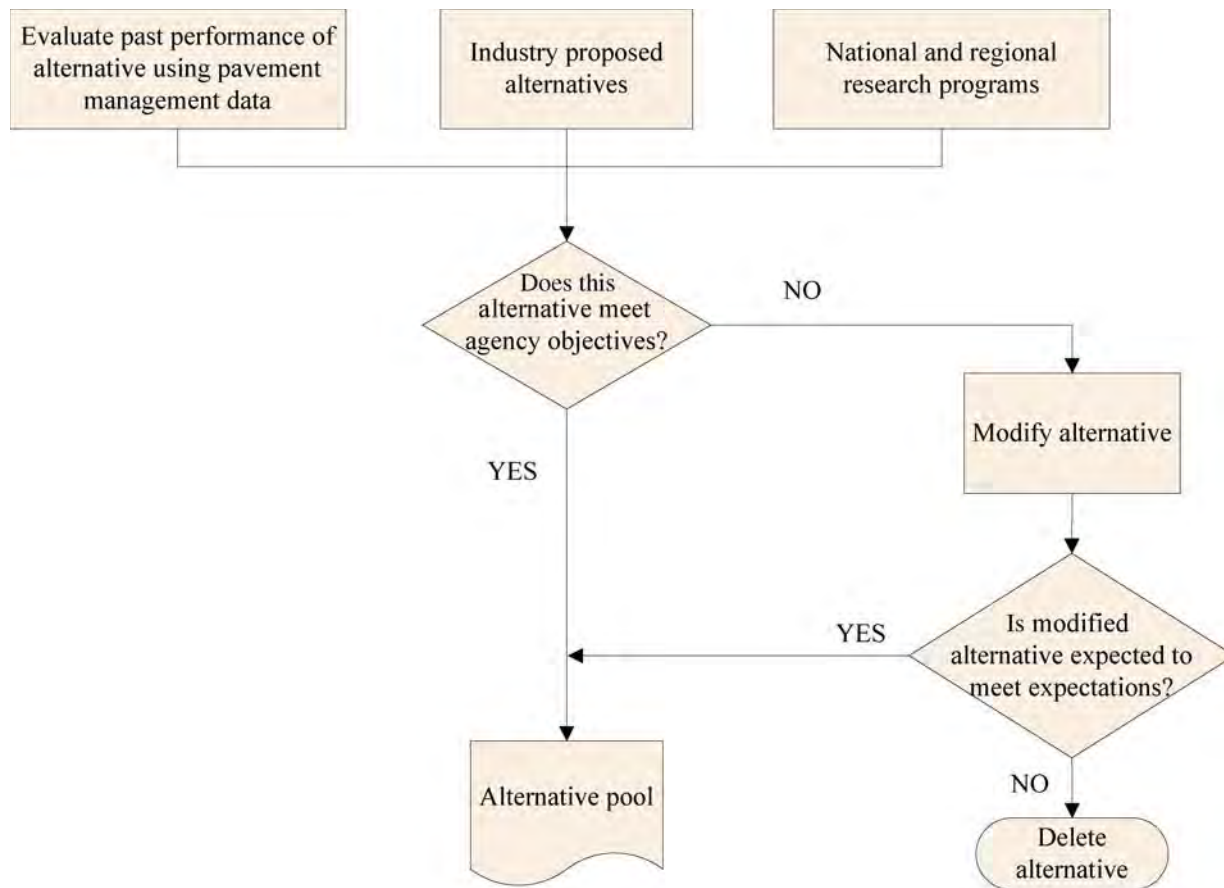 Evaluate past performance of
alternative using pavement
management data
Industry proposed
alternatives
National and regional
research programs
Does this
alternative meet
agency objectives?
NO
Modify alternative
YES
YES
Is modified
alternative expected to
meet expectations?
Alternative pool
NO
Delete
alternative